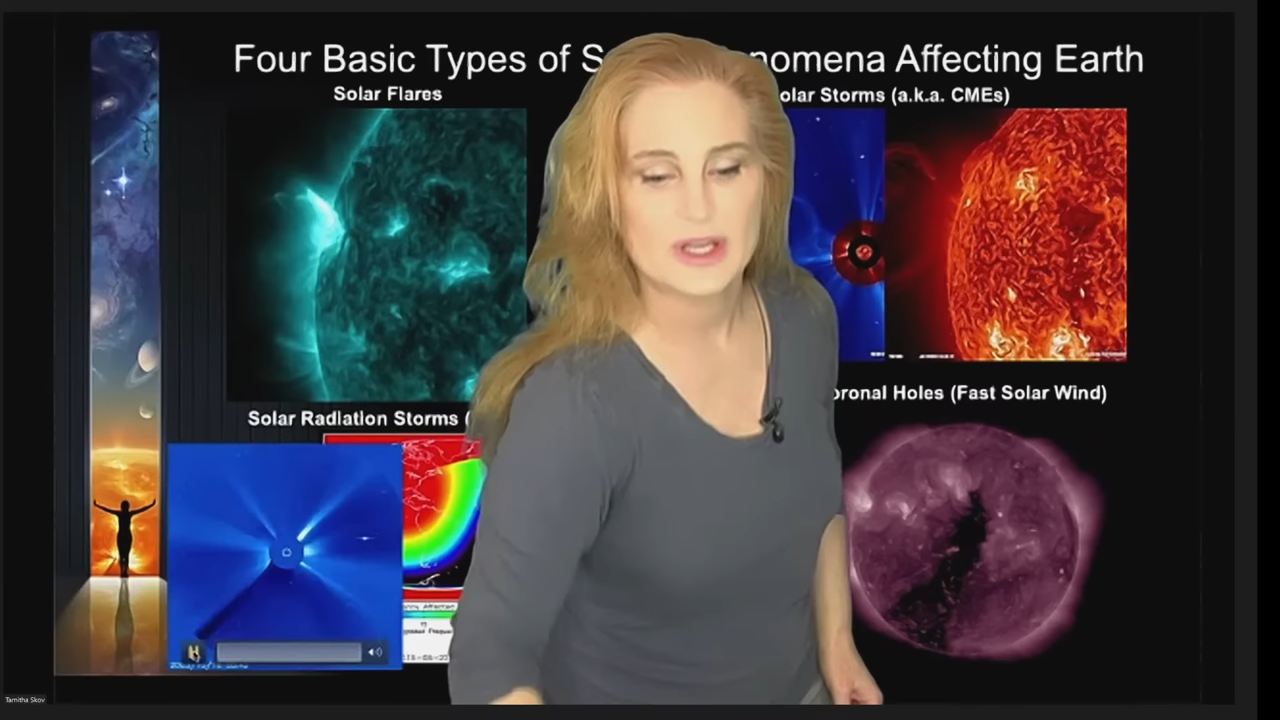 Four Basic Types of S nomena Affecting Earth
Solar Flares
olar Storms (a.k.a. CMEs)
Solar Radiation Storms (
oronal Holes (Fast Solar Wind)
Tamitha Skov